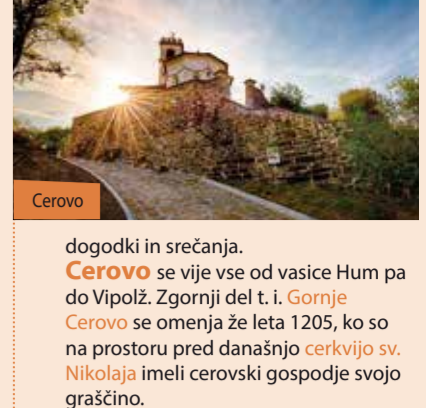 Cerovo
dogodki in srečanja.
Cerovo se vije vse od vasice Hum pa
do Vipolž. Zgornji del t. i. Gornje
Cerovo se omenja že leta 1205, ko so
na prostoru pred današnjo cerkvijo sv.
Nikolaja imeli cerovski gospodje svojo
graščino.